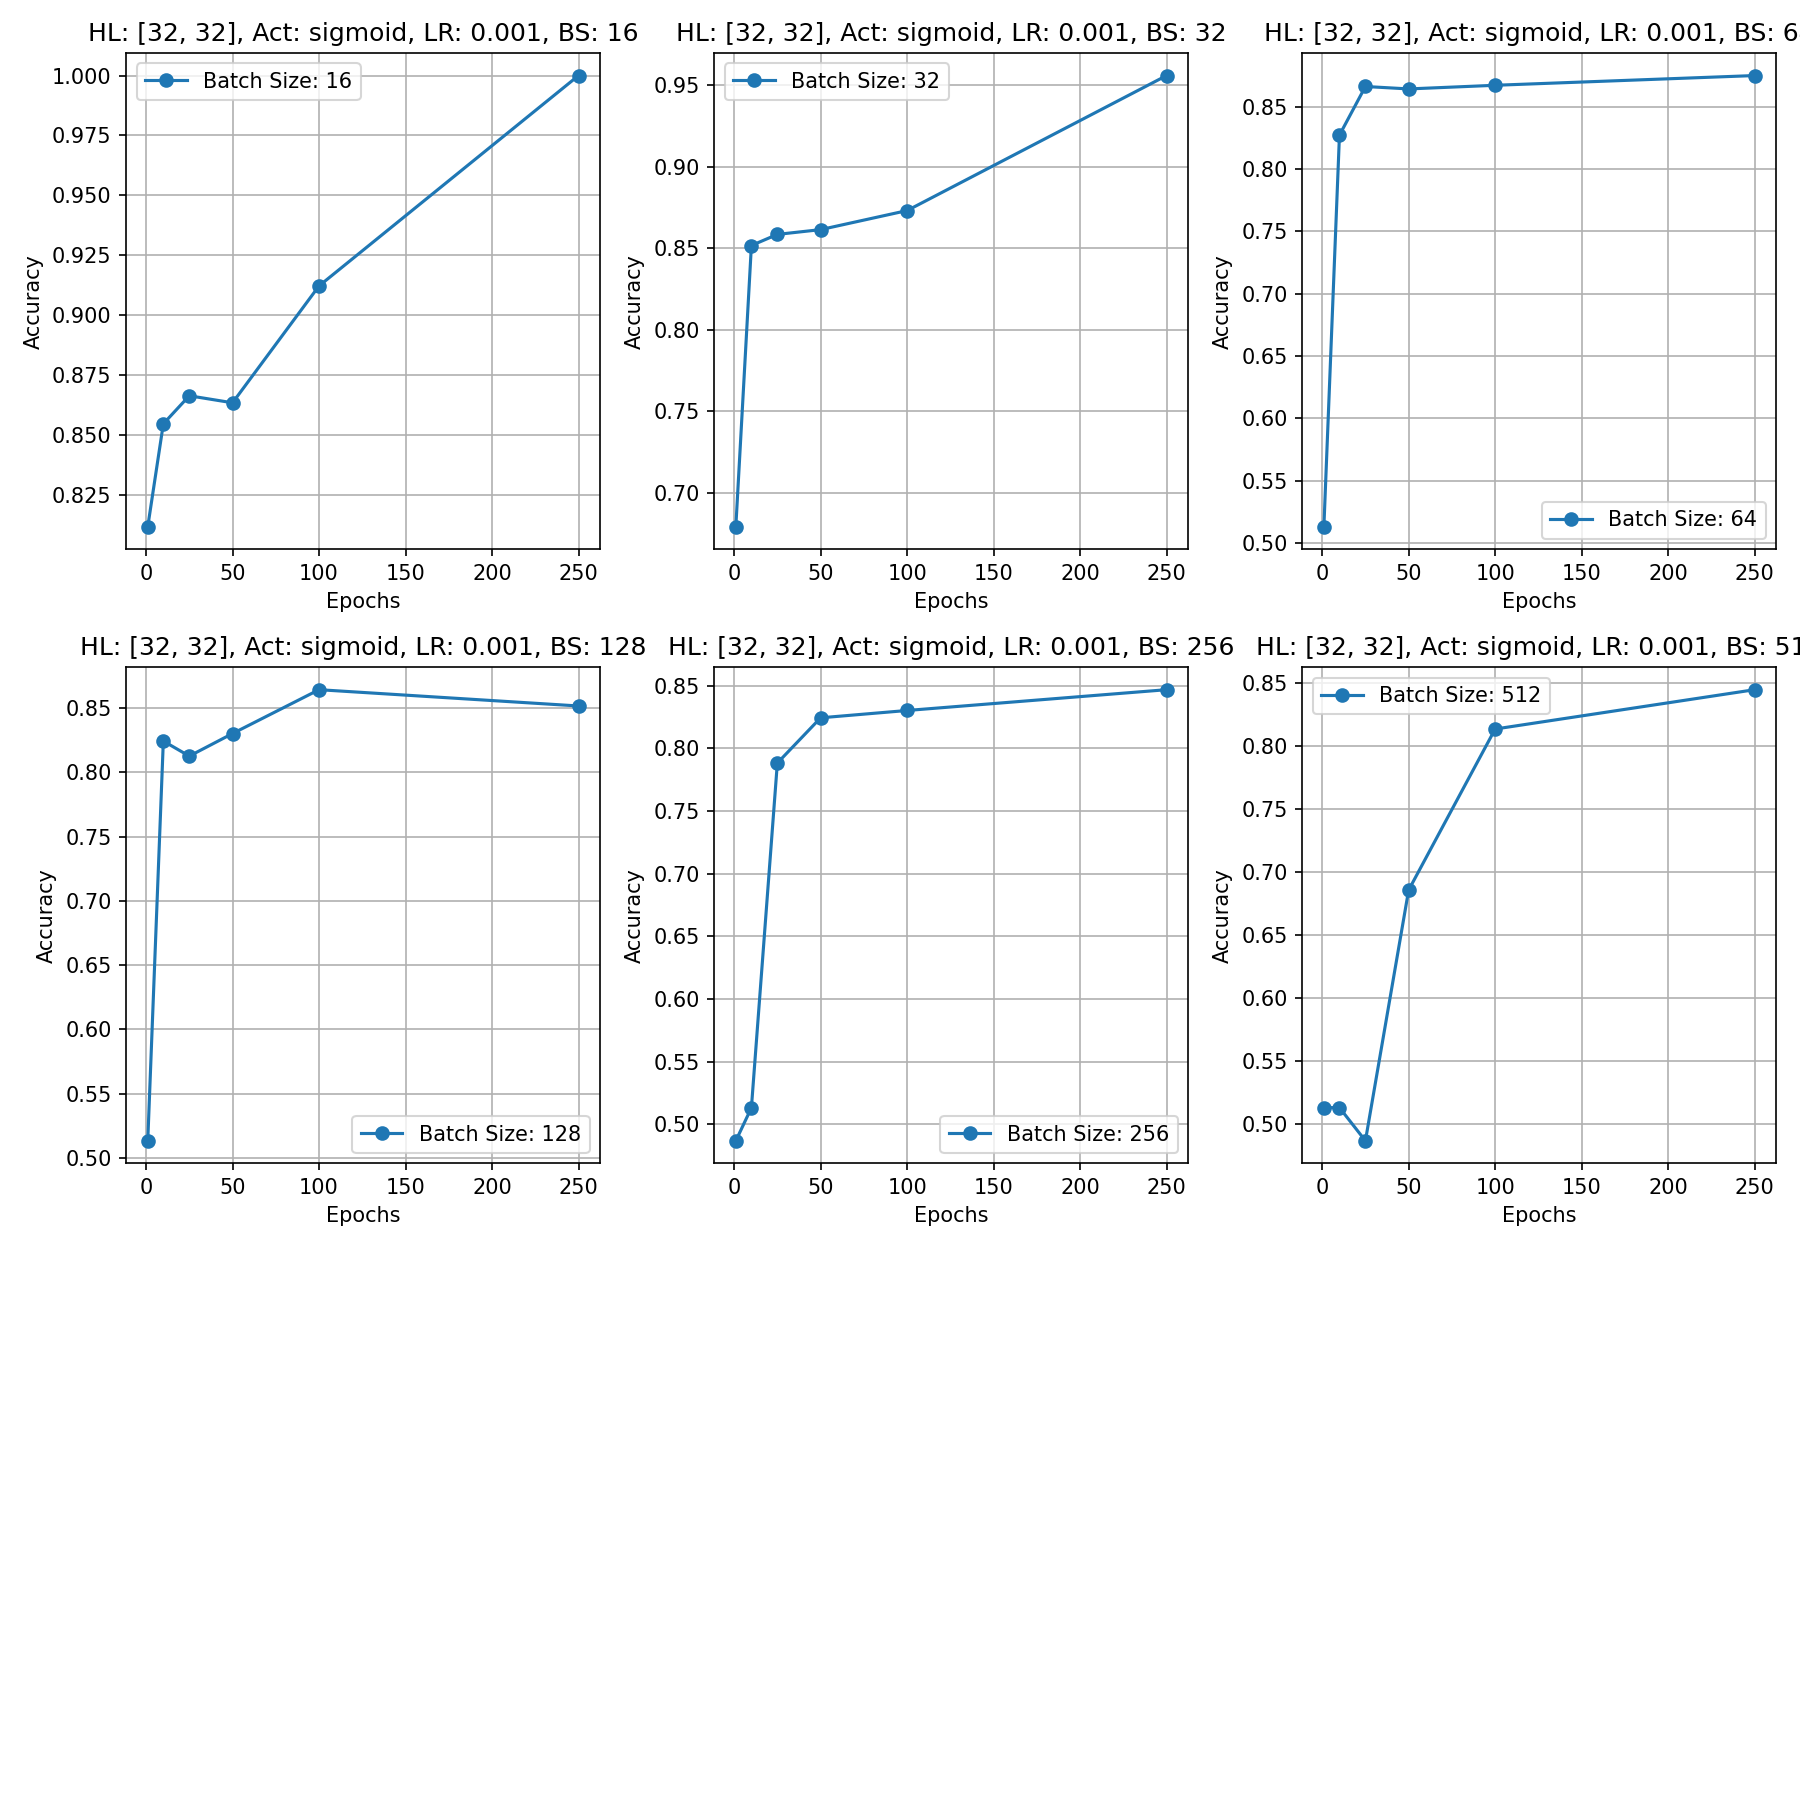 HL: [32, 32], Act: sigmoid, LR: 0.001, BS: 16
Batch Size: 16
Accuracy
1.000
0.975
0.950
0.925
0.900
0.875
0.850
0.825
0 50 100 150 200 250
Epochs
HL: [32, 32], Act: sigmoid, LR: 0.001, BS: 32
Batch Size: 32
Accuracy
0.95
0.90
0.85
0.80
0.75
0.70
0 50 100 150 200 250
Epochs
HL: [32, 32], Act: sigmoid, LR: 0.001, BS: 6
Batch Size: 64
Accuracy
0.85
0.80
0.75
0.70
0.65
0.60
0.55
0.50
0 50 100 150 200 250
Epochs
HL: [32, 32], Act: sigmoid, LR: 0.001, BS: 128
Batch Size: 128
Accuracy
0.85
0.80
0.75
0.70
0.65
0.60
0.55
0.50
0 50 100 150 200 250
Epochs
HL: [32, 32], Act: sigmoid, LR: 0.001, BS: 256
Batch Size: 256
Accuracy
0.85
0.80
0.75
0.70
0.65
0.60
0.55
0.50
0 50 100 150 200 250
Epochs
HL: [32, 32], Act: sigmoid, LR: 0.001, BS: 51
Batch Size: 512
Accuracy
0.85
0.80
0.75
0.70
0.65
0.60
0.55
0.50
0 50 100 150 200 250
Epochs